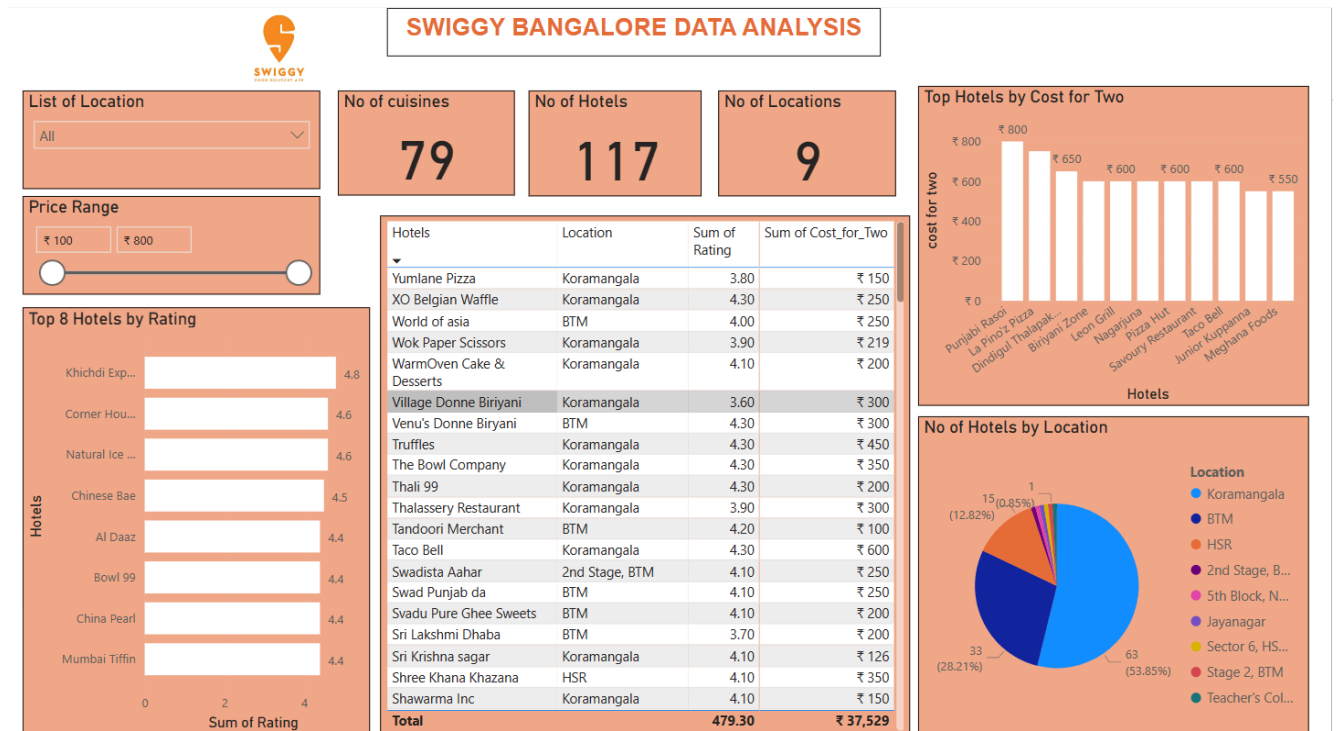 SWIGGY BANGALORE DATA ANALYSIS
SWIGGY
List of Location
All
No of cuisines
79
No of Hotels
117
No of Locations
9
Price Range
₹ 100
₹ 800
Top 8 Hotels by Rating
Hotels
Khichdi Exp... 4.8
Corner Hou... 4.6
Natural Ice ... 4.6
Chinese Bae 4.5
Al Daaz 4.4
Bowl 99 4.4
China Pearl 4.4
Mumbai Tiffin 4.4
0 2 4
Sum of Rating
Hotels Location Sum of Rating Sum of Cost_for_Two
Yumlane Pizza Koramangala 3.80 ₹ 150
XO Belgian Waffle Koramangala 4.30 ₹ 250
World of asia BTM 4.00 ₹ 250
Wok Paper Scissors Koramangala 3.90 ₹ 219
WarmOven Cake & Desserts Koramangala 4.10 ₹ 200
Village Donne Biriyani Koramangala 3.60 ₹ 300
Venu's Donne Biryani BTM 4.30 ₹ 300
Truffles Koramangala 4.30 ₹ 450
The Bowl Company Koramangala 4.30 ₹ 350
Thali 99 Koramangala 4.30 ₹ 200
Thalassery Restaurant Koramangala 3.90 ₹ 300
Tandoori Merchant BTM 4.20 ₹ 100
Taco Bell Koramangala 4.30 ₹ 600
Swadista Aahar 2nd Stage, BTM 4.10 ₹ 250
Swad Punjab da BTM 4.10 ₹ 250
Svadu Pure Ghee Sweets BTM 4.10 ₹ 200
Sri Lakshmi Dhaba BTM 3.70 ₹ 200
Sri Krishna sagar Koramangala 4.10 ₹ 126
Shree Khana Khazana HSR 4.10 ₹ 350
Shawarma Inc Koramangala 4.10 ₹ 150
Total 479.30 ₹ 37,529
Top Hotels by Cost for Two
cost for two
₹ 800
₹ 600
₹ 400
₹ 200
₹ 0
₹ 800
₹ 650
₹ 600
₹ 600
₹ 600
₹ 550
Punjabi Rasoi
La Pino'z Pizza
Dindigul Thalapak...
Biriyani Zone
Leon Grill
Nagarjuna
Pizza Hut
Savoury Restaurant
Taco Bell
Junior Kuppanna
Meghana Foods
Hotels
No of Hotels by Location
1
(0.85%)
15
(12.82%)
33
(28.21%)
63
(53.85%)
Location
Koramangala
BTM
HSR
2nd Stage, B...
5th Block, N...
Jayanagar
Sector 6, HS...
Stage 2, BTM
Teacher's Col...